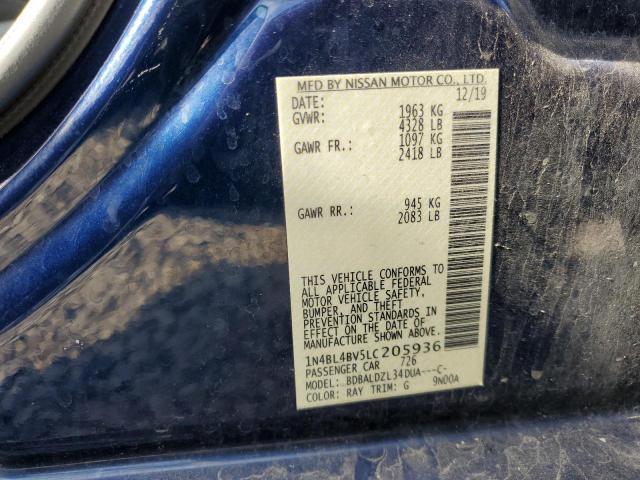 MFD BY NISSAN MOTOR CO., LTD.
DATE: 12/19
GVWR: 1963 KG
4328 LB
GAWR FR.: 1097 KG
2418 LB
GAWR RR.: 945 KG
2083 LB
THIS VEHICLE CONFORMS TO
ALL APPLICABLE FEDERAL
MOTOR VEHICLE SAFETY,
BUMPER, AND THEFT
PREVENTION STANDARDS IN
EFFECT ON THE DATE OF
MANUFACTURE SHOWN ABOVE.
1N4BL4BV5LC205936
PASSENGER CAR 726
MODEL.:BDBALDZL34DUA---C-
COLOR: RAY TRIM: G 9N00A